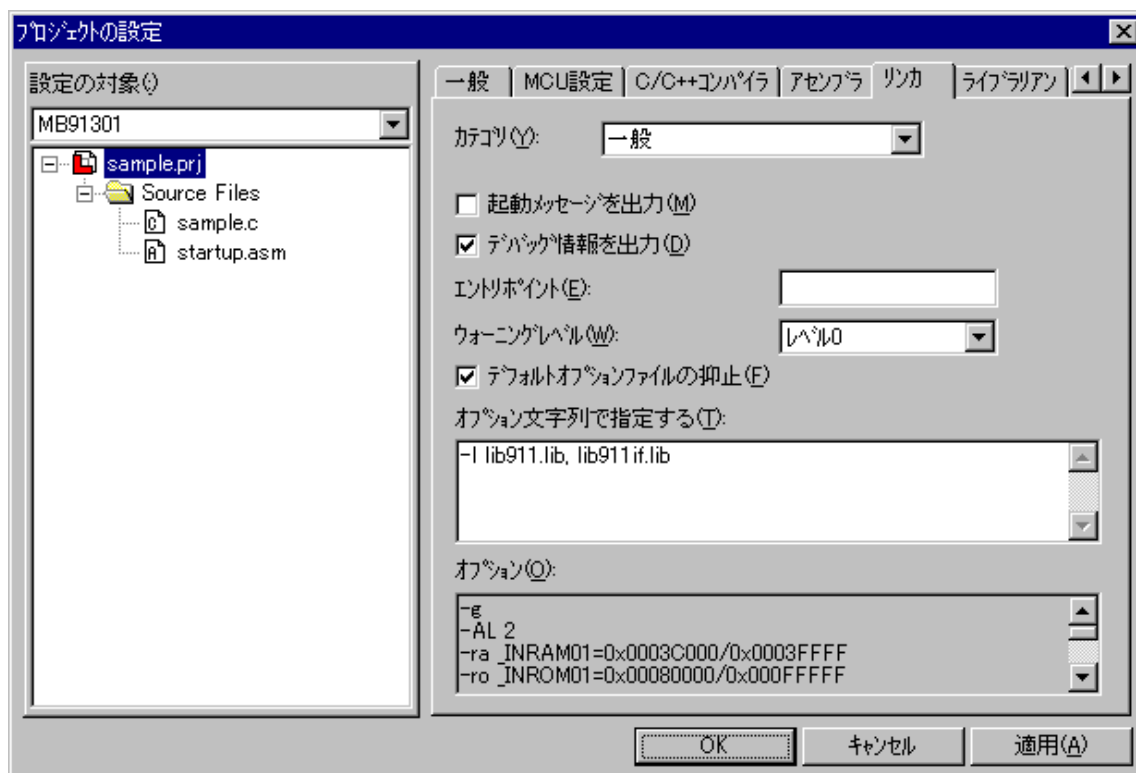 ﾌﾟﾛｼﾞｪｸﾄの設定
設定の対象(:)
MB91301
sample.prj
Source Files
sample.c
startup.asm
一般
MCU設定
C/C++ｺﾝﾊﾟｲﾗ
ｱｾﾝﾌﾞﾗ
ﾘﾝｶ
ﾗｲﾌﾞﾗﾘｱﾝ
ｶﾃｺﾞﾘ(Y):
一般
起動ﾒｯｾｰｼﾞを出力(M)
ﾃﾞﾊﾞｯｸﾞ情報を出力(D)
ｴﾝﾄﾘﾎﾟｲﾝﾄ(E):
ｳｫｰﾆﾝｸﾞﾚﾍﾞﾙ(W):
ﾚﾍﾞﾙ0
ﾃﾞﾌｫﾙﾄｵﾌﾟｼｮﾝﾌｧｲﾙの抑止(F)
ｵﾌﾟｼｮﾝ文字列で指定する(T):
-l lib911.lib, lib911if.lib
ｵﾌﾟｼｮﾝ(O):
-g
-AL 2
-ra _INRAM01=0x0003C000/0x0003FFFF
-ro _INROM01=0x00080000/0x000FFFFF
OK
ｷｬﾝｾﾙ
適用(A)